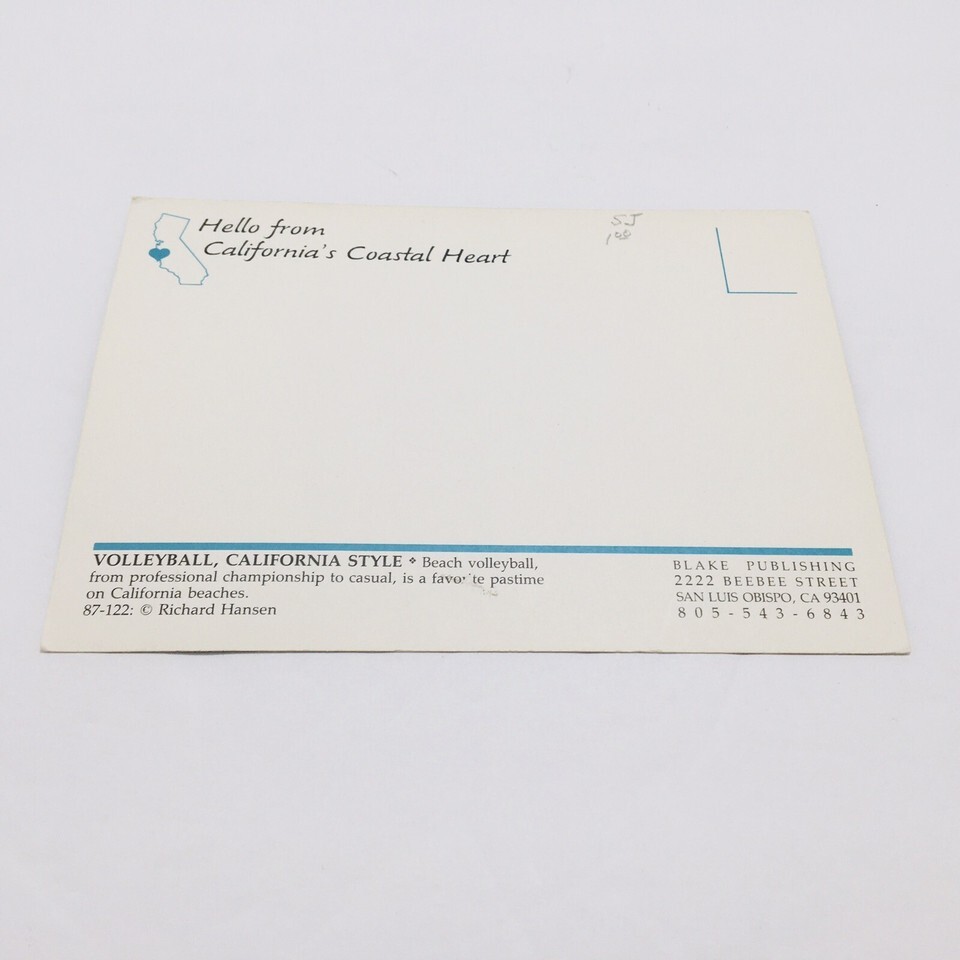 Hello from
California's Coastal Heart
SJ
VOLLEYBALL, CALIFORNIA STYLE ❖ Beach volleyball,
from professional championship to casual, is a favorite pastime
on California beaches.
87-122: © Richard Hansen
BLAKE PUBLISHING
2222 BEEBEE STREET
SAN LUIS OBISPO, CA 93401
805-543-6843